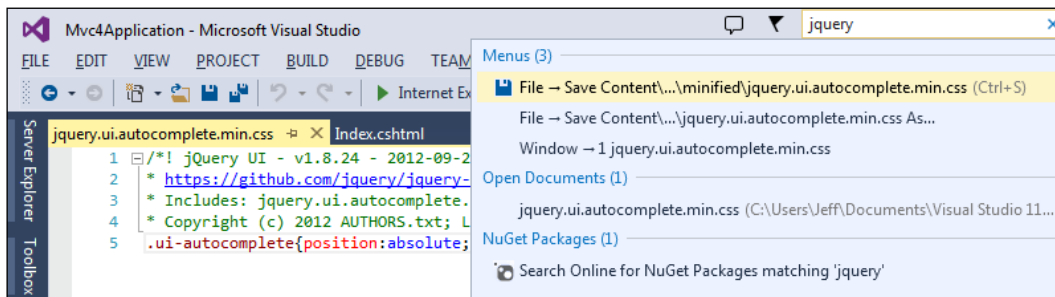 Mvc4Application - Microsoft Visual Studio
jquery
FILE EDIT VIEW PROJECT BUILD DEBUG TEAM
Internet Ex
Server Explorer
Toolbox
jquery.ui.autocomplete.min.css Index.cshtml
1 /*! jQuery UI - v1.8.24 - 2012-09-2
2 * https://github.com/jquery/jquery-
3 * Includes: jquery.ui.autocomplete.
4 * Copyright (c) 2012 AUTHORS.txt; L
5 .ui-autocomplete{position:absolute;
Menus (3)
File → Save Content\...\minified\jquery.ui.autocomplete.min.css (Ctrl+S)
File → Save Content\...\jquery.ui.autocomplete.min.css As...
Window → 1 jquery.ui.autocomplete.min.css
Open Documents (1)
jquery.ui.autocomplete.min.css (C:\Users\Jeff\Documents\Visual Studio 11...
NuGet Packages (1)
Search Online for NuGet Packages matching 'jquery'